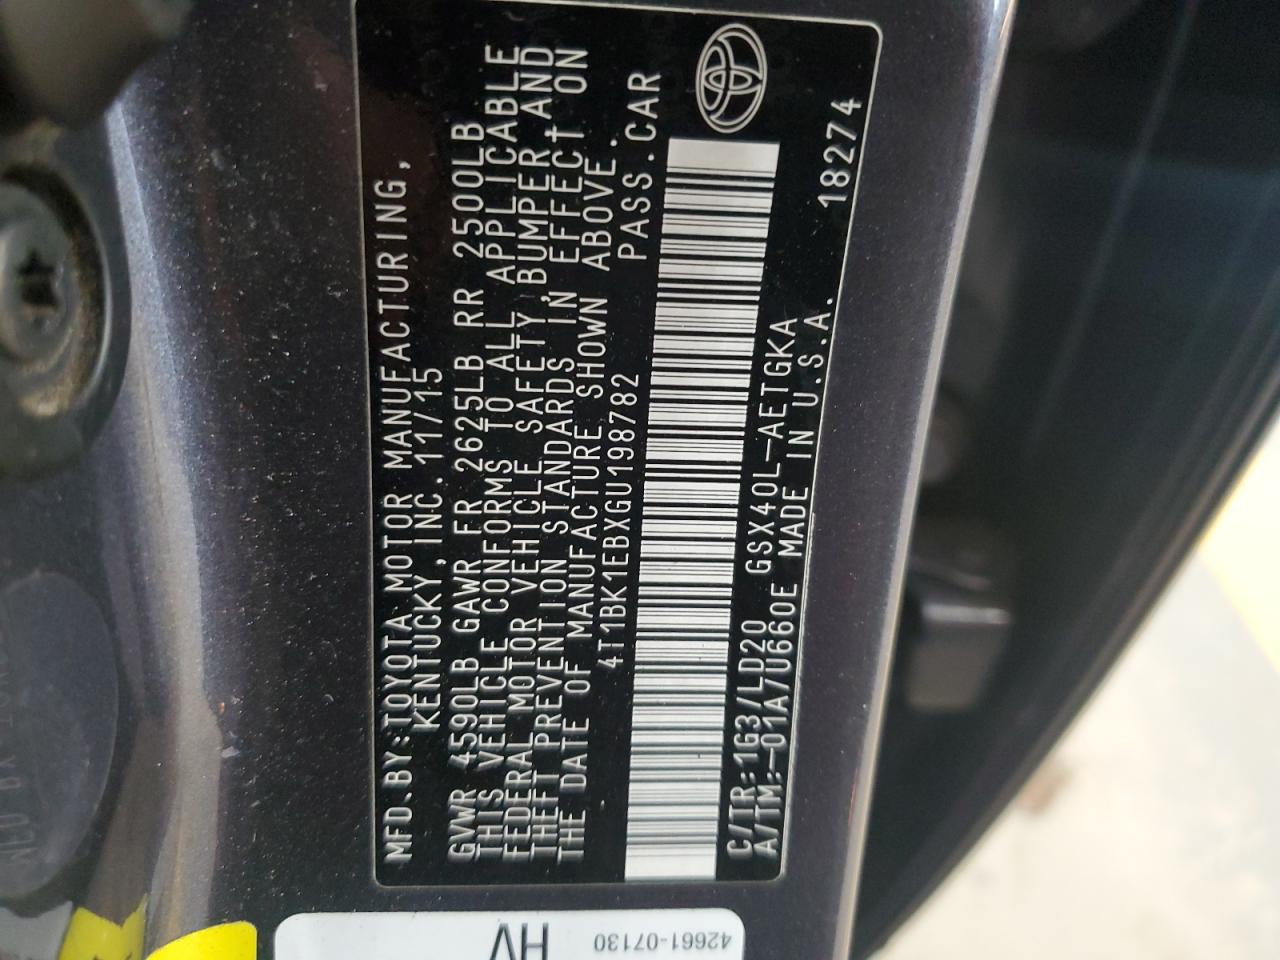 MFD.BY:TOYOTA MOTOR MANUFACTURING,
KENTUCKY, INC. 11/15
GVWR 4590LB GAWR FR 2625LB RR 2500LB
THIS VEHICLE CONFORMS TO ALL APPLICABLE
FEDERAL MOTOR VEHICLE SAFETY, BUMPER, AND
THEFT PREVENTION STANDARDS IN EFFECT ON
THE DATE OF MANUFACTURE SHOWN ABOVE.
4T1BK1EBXGU198782 PASS.CAR
C/TR:1G3/LD20 GSX40L-AETGKA
A/TM:-01A/U660E MADE IN U.S.A. 18274
HV
42661-07130